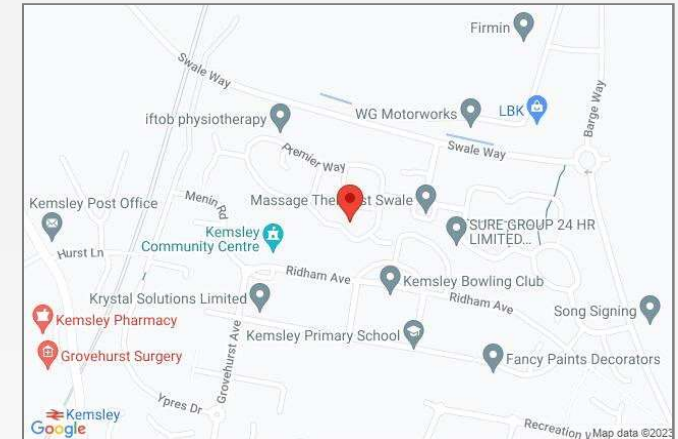 Firmin
Swale Way
WG Motorworks
LBK
Barge Way
iftob physiotherapy
Swale Way
Premier Way
Kemsley Post Office
Menin Rd
Massage The
st Swale
Kemsley
Community Centre
SURE GROUP 24 HR
LIMITED...
Hurst Ln
Ridham Ave
Kemsley Bowling Club
Krystal Solutions Limited
Ridham Ave
Song Signing
Kemsley Pharmacy
Kemsley Primary School
Grovehurst Surgery
Grovehurst Ave
Fancy Paints Decorators
Ypres Dr
Kemsley
Google
Recreation
Map data ©2023